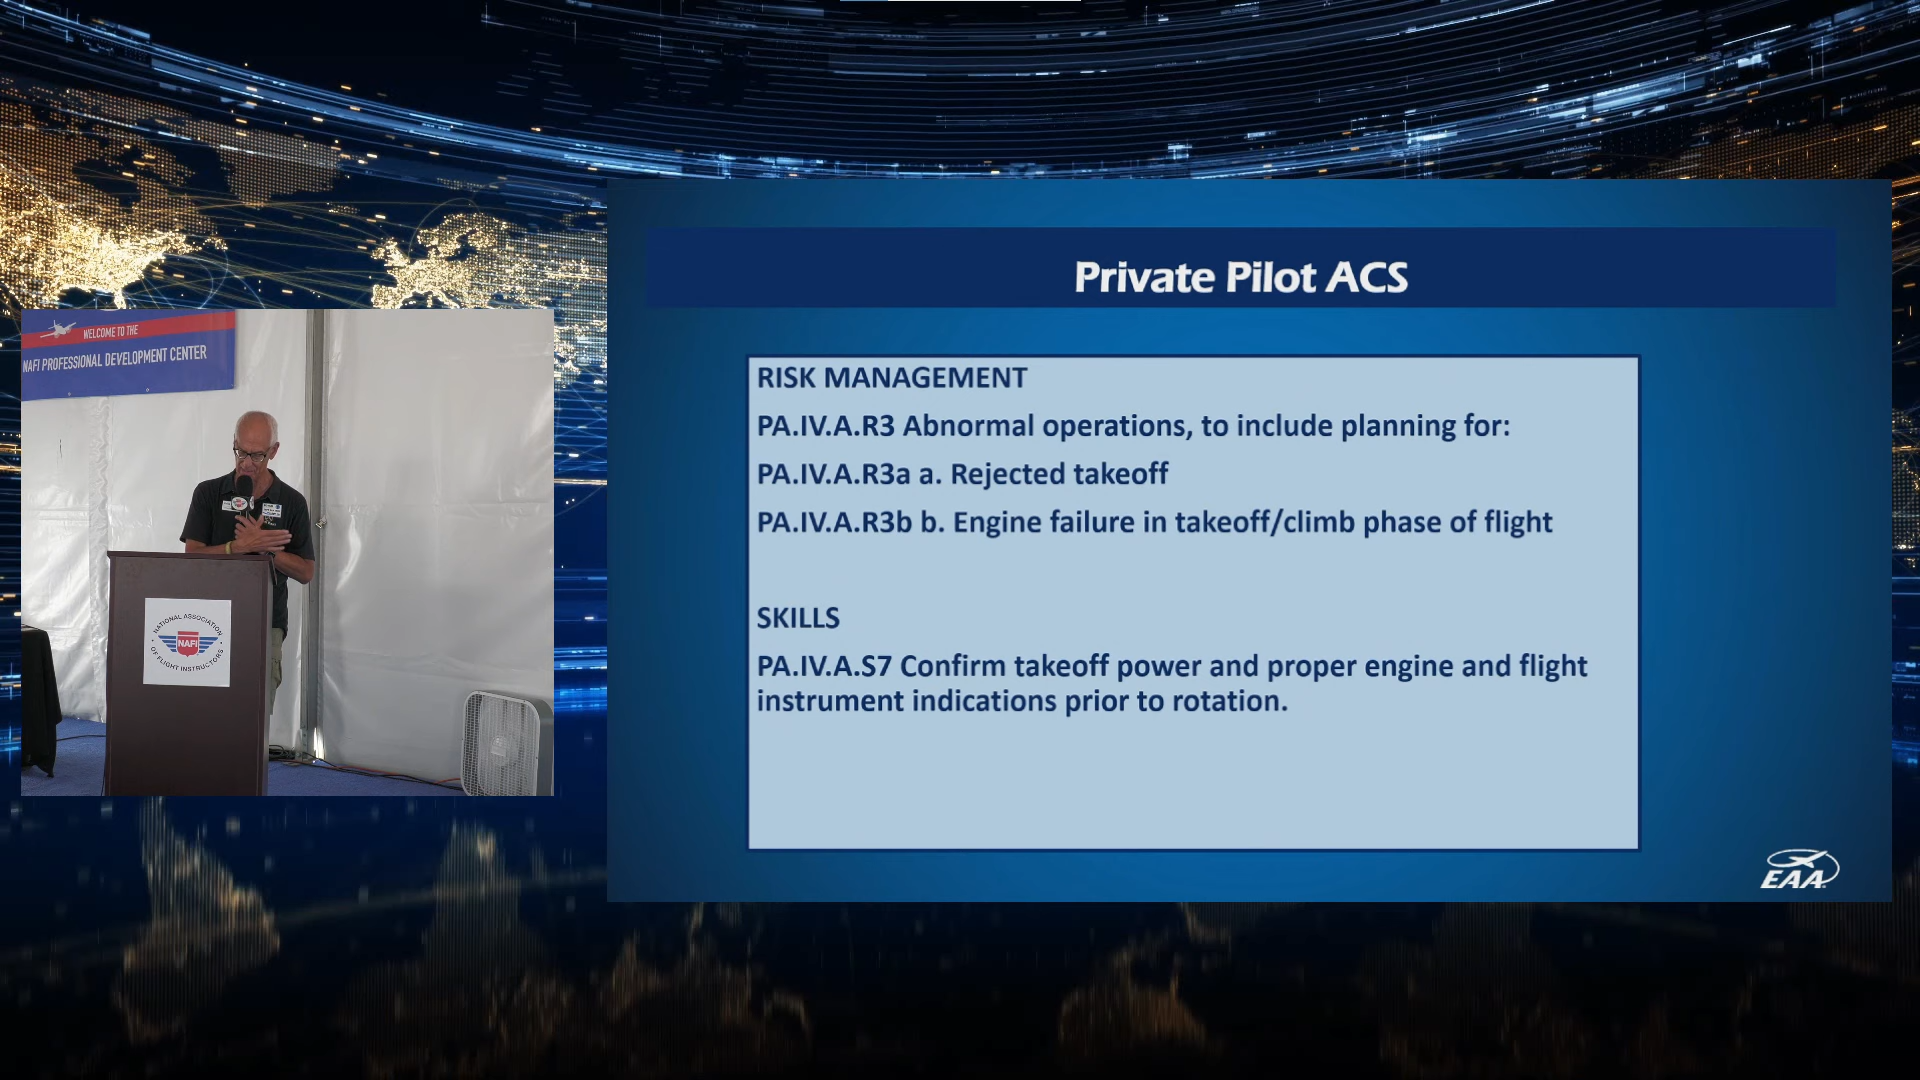 WELCOME TO THE
NAFI PROFESSIONAL DEVELOPMENT CENTER
NATIONAL ASSOCIATION
NAFI
OF FLIGHT INSTRUCTORS
Private Pilot ACS
RISK MANAGEMENT
PA.IV.A.R3 Abnormal operations, to include planning for:
PA.IV.A.R3a a. Rejected takeoff
PA.IV.A.R3b b. Engine failure in takeoff/climb phase of flight
SKILLS
PA.IV.A.S7 Confirm takeoff power and proper engine and flight
instrument indications prior to rotation.
EAA